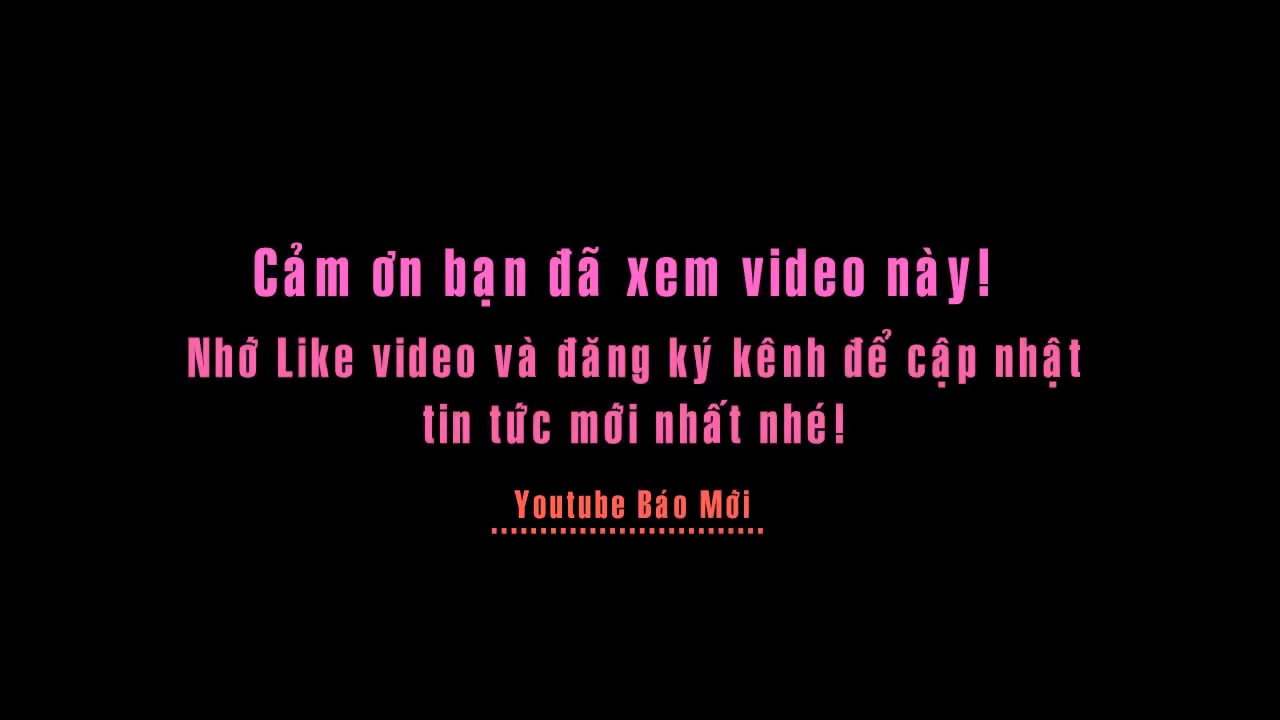 Cảm ơn bạn đã xem video này!
Nhớ Like video và đăng ký kênh để cập nhật
tin tức mới nhất nhé!
Youtube Báo Mới